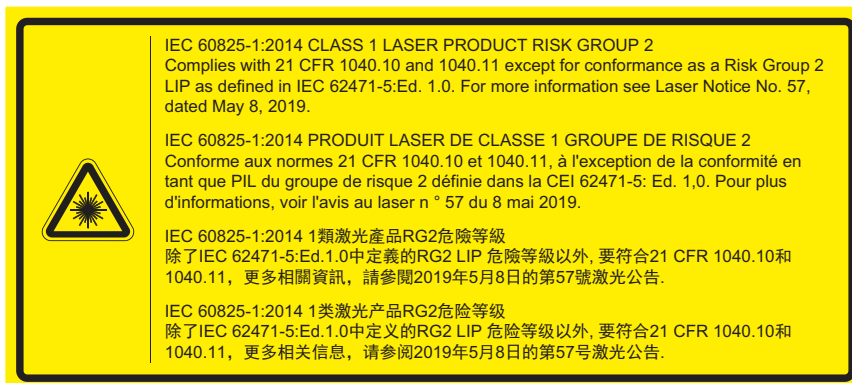 IEC 60825-1:2014 CLASS 1 LASER PRODUCT RISK GROUP 2
Complies with 21 CFR 1040.10 and 1040.11 except for conformance as a Risk Group 2
LIP as defined in IEC 62471-5:Ed. 1.0. For more information see Laser Notice No. 57,
dated May 8, 2019.
IEC 60825-1:2014 PRODUIT LASER DE CLASSE 1 GROUPE DE RISQUE 2
Conforme aux normes 21 CFR 1040.10 et 1040.11, à l'exception de la conformité en
tant que PIL du groupe de risque 2 définie dans la CEI 62471-5: Ed. 1,0. Pour plus
d'informations, voir l'avis au laser n ° 57 du 8 mai 2019.
IEC 60825-1:2014 1類激光產品RG2危險等級
除了IEC 62471-5:Ed.1.0中定義的RG2 LIP 危險等級以外, 要符合21 CFR 1040.10和
1040.11，更多相關資訊，請參閱2019年5月8日的第57號激光公告.
IEC 60825-1:2014 1类激光产品RG2危险等级
除了IEC 62471-5:Ed.1.0中定义的RG2 LIP 危险等級以外, 要符合21 CFR 1040.10和
1040.11，更多相关信息，请参阅2019年5月8日的第57号激光公告.